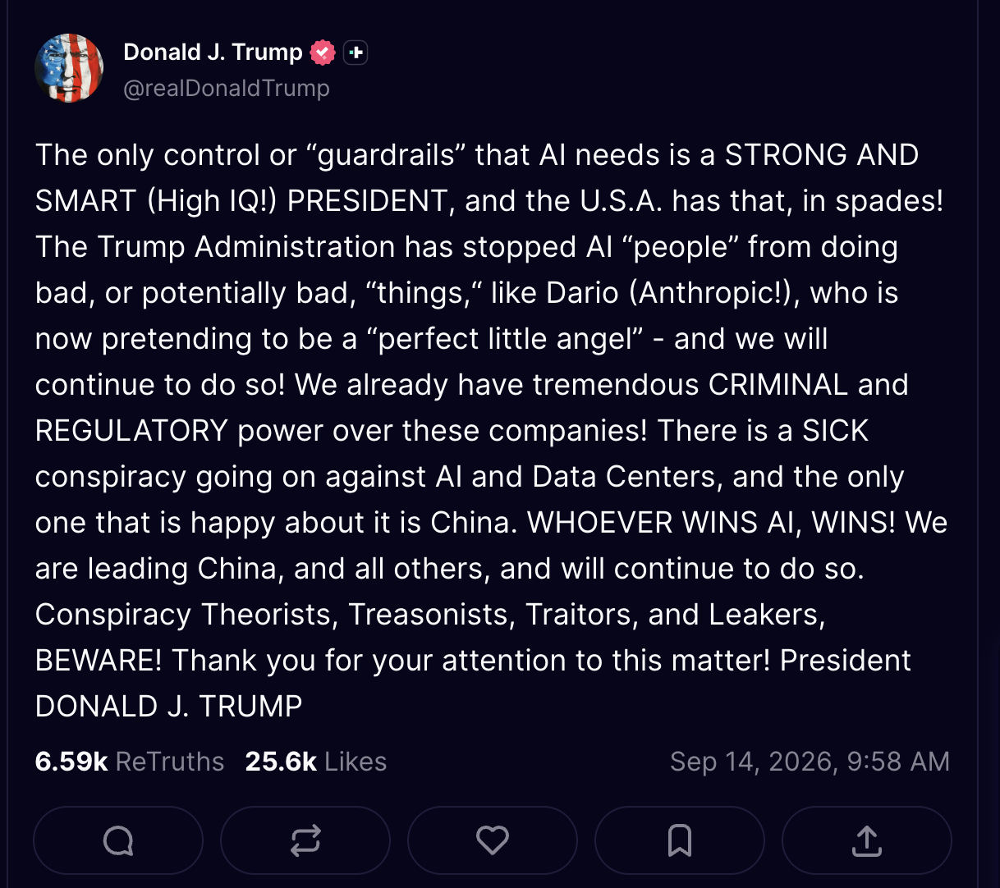 Donald J. Trump
@realDonaldTrump
The only control or “guardrails” that AI needs is a STRONG AND
SMART (High IQ!) PRESIDENT, and the U.S.A. has that, in spades!
The Trump Administration has stopped AI “people” from doing
bad, or potentially bad, “things,“ like Dario (Anthropic!), who is
now pretending to be a “perfect little angel” - and we will
continue to do so! We already have tremendous CRIMINAL and
REGULATORY power over these companies! There is a SICK
conspiracy going on against AI and Data Centers, and the only
one that is happy about it is China. WHOEVER WINS AI, WINS! We
are leading China, and all others, and will continue to do so.
Conspiracy Theorists, Treasonists, Traitors, and Leakers,
BEWARE! Thank you for your attention to this matter! President
DONALD J. TRUMP
6.59k ReTruths 25.6k Likes Sep 14, 2026, 9:58 AM